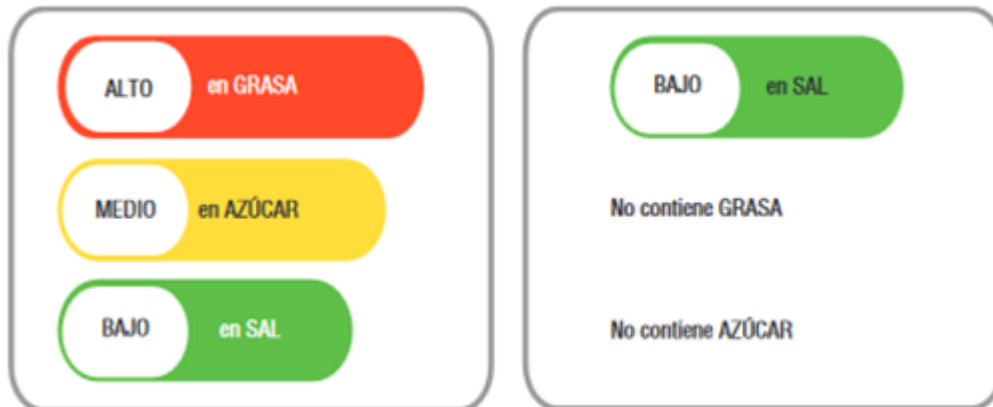 ALTO en GRASA
MEDIO en AZÚCAR
BAJO en SAL
BAJO en SAL
No contiene GRASA
No contiene AZÚCAR